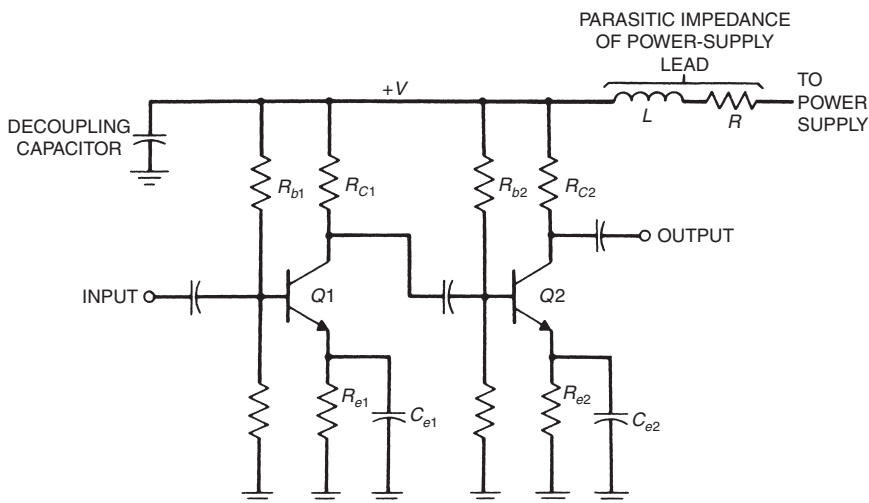 PARASITIC IMPEDANCE
OF POWER-SUPPLY
LEAD
TO
POWER
SUPPLY
+V
L
R
DECOUPLING
CAPACITOR
Rb1
RC1
Rb2
RC2
OUTPUT
INPUT
Q1
Q2
Re1
Ce1
Re2
Ce2